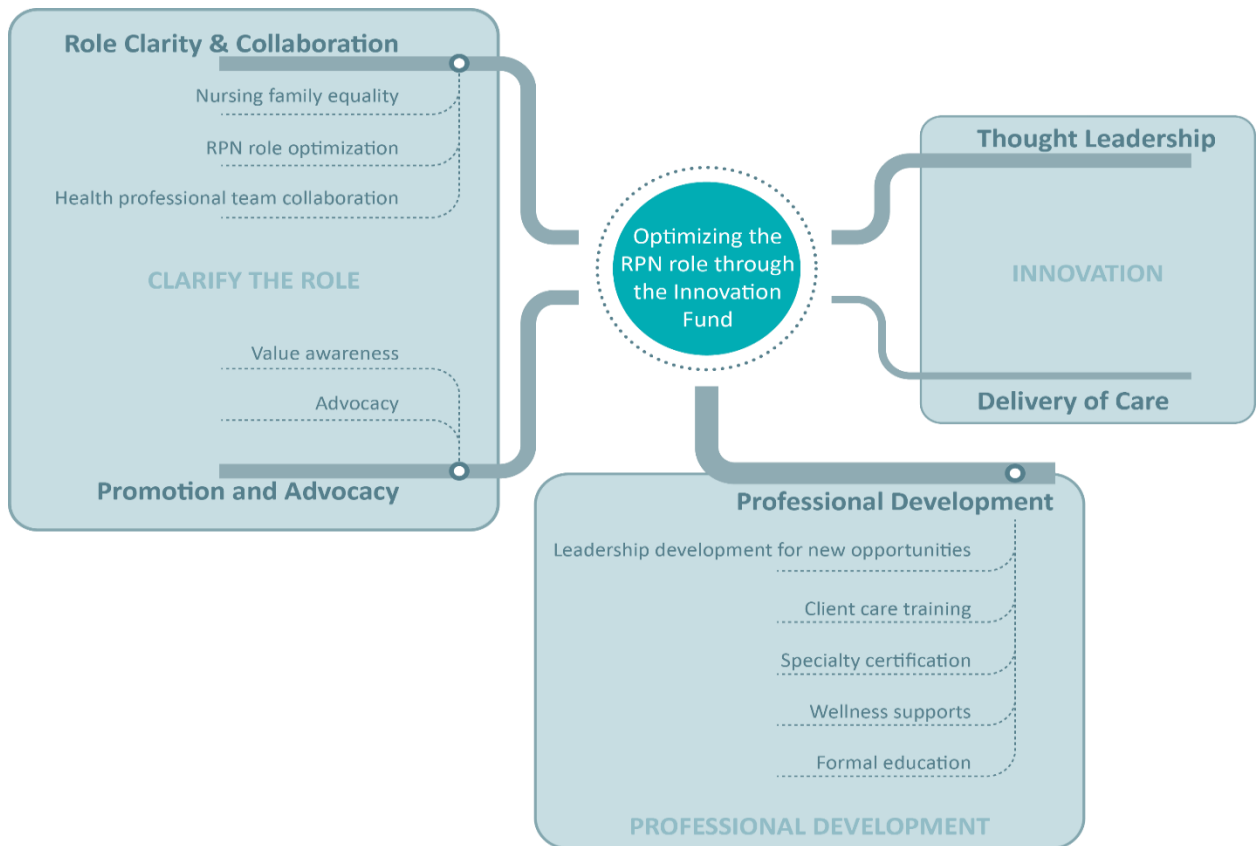 Role Clarity & Collaboration
Nursing family equality
RPN role optimization
Health professional team collaboration
CLARIFY THE ROLE
Value awareness
Advocacy
Promotion and Advocacy
Optimizing the
RPN role through
the Innovation
Fund
Thought Leadership
INNOVATION
Delivery of Care
Professional Development
Leadership development for new opportunities
Client care training
Specialty certification
Wellness supports
Formal education
PROFESSIONAL DEVELOPMENT